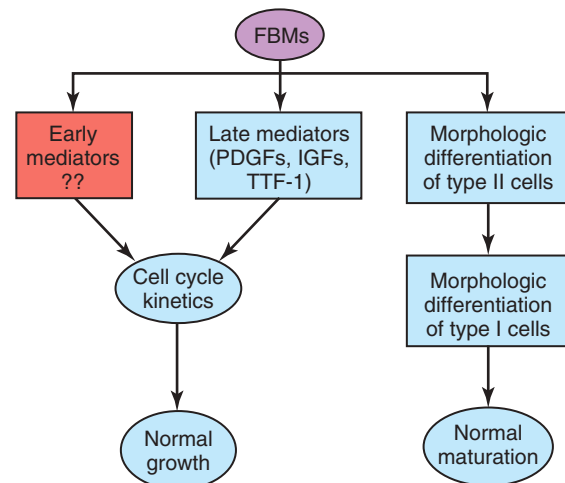 FBMs
Early
mediators
??
Late mediators
(PDGFs, IGFs,
TTF-1)
Morphologic
differentiation
of type II cells
Cell cycle
kinetics
Morphologic
differentiation
of type I cells
Normal
growth
Normal
maturation